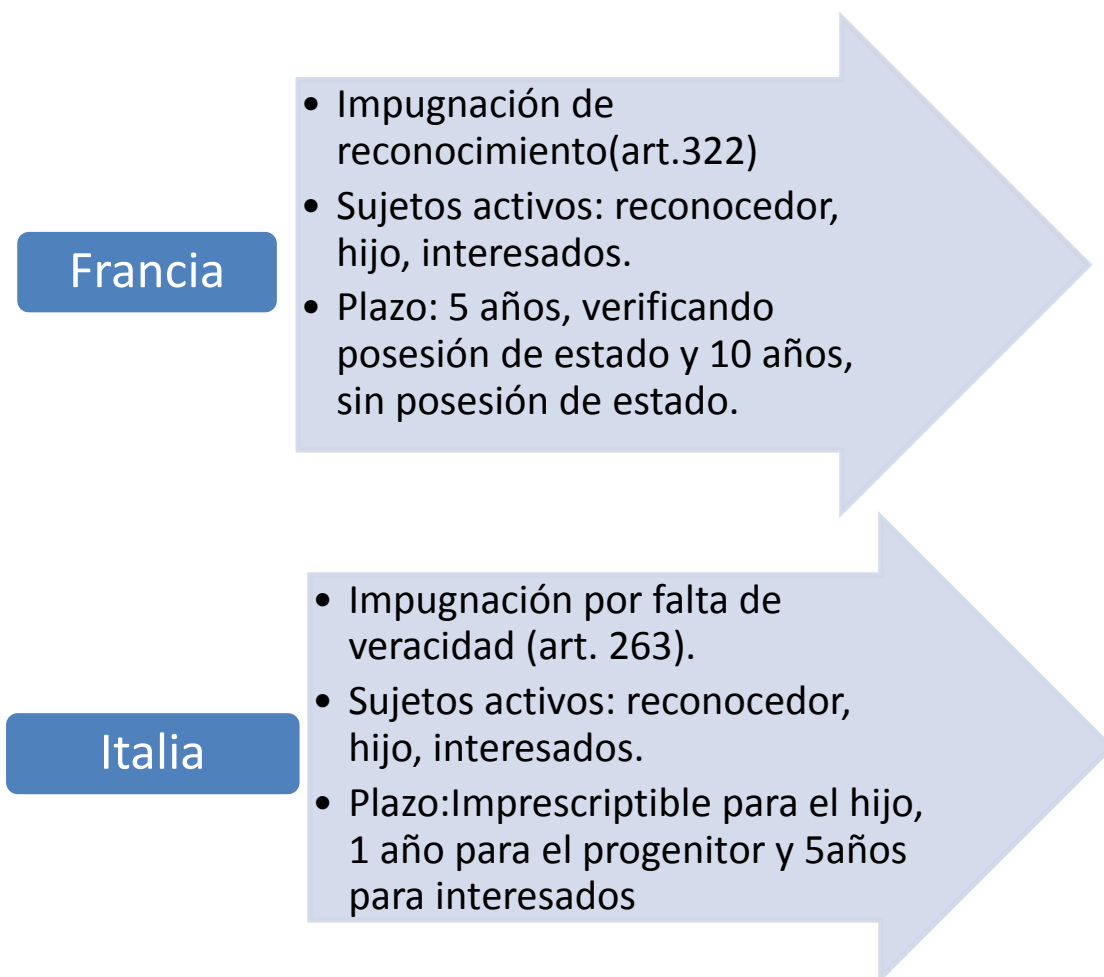 Francia
• Impugnación de
reconocimiento(art.322)
• Sujetos activos: reconocedor,
hijo, interesados.
• Plazo: 5 años, verificando
posesión de estado y 10 años,
sin posesión de estado.
Italia
• Impugnación por falta de
veracidad (art. 263).
• Sujetos activos: reconocedor,
hijo, interesados.
• Plazo:Imprescriptible para el hijo,
1 año para el progenitor y 5años
para interesados